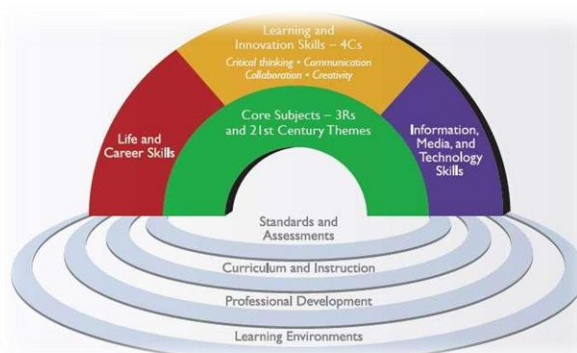 Learning and
Innovation Skills – 4Cs
Critical thinking • Communication
Collaboration • Creativity
Core Subjects – 3Rs
and 21st Century Themes
Life and
Career Skills
Information,
Media, and
Technology
Skills
Standards and
Assessments
Curriculum and Instruction
Professional Development
Learning Environments